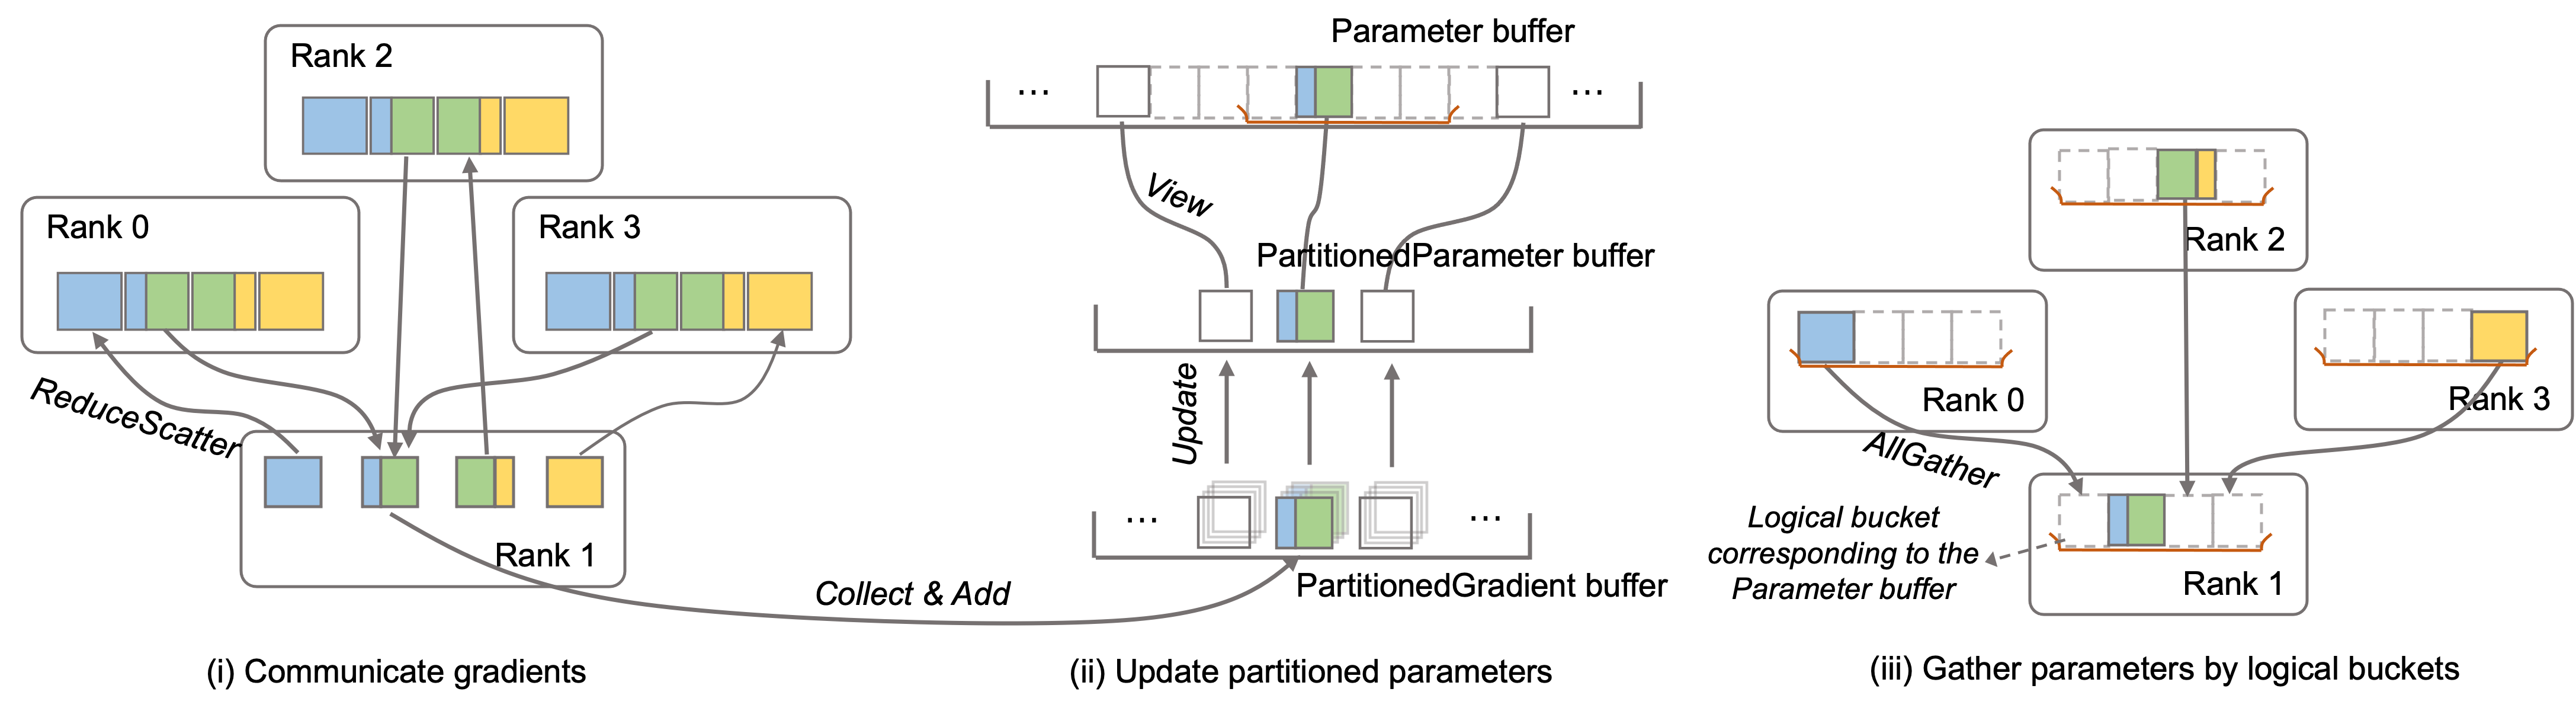 Rank 2
Rank 0
Rank 3
ReduceScatter
Rank 1
Collect & Add
(i) Communicate gradients
Parameter buffer
...
...
View
PartitionedParameter buffer
Update
...
...
PartitionedGradient buffer
(ii) Update partitioned parameters
Rank 2
Rank 0
Rank 3
AllGather
Logical bucket
corresponding to the
Parameter buffer
Rank 1
(iii) Gather parameters by logical buckets